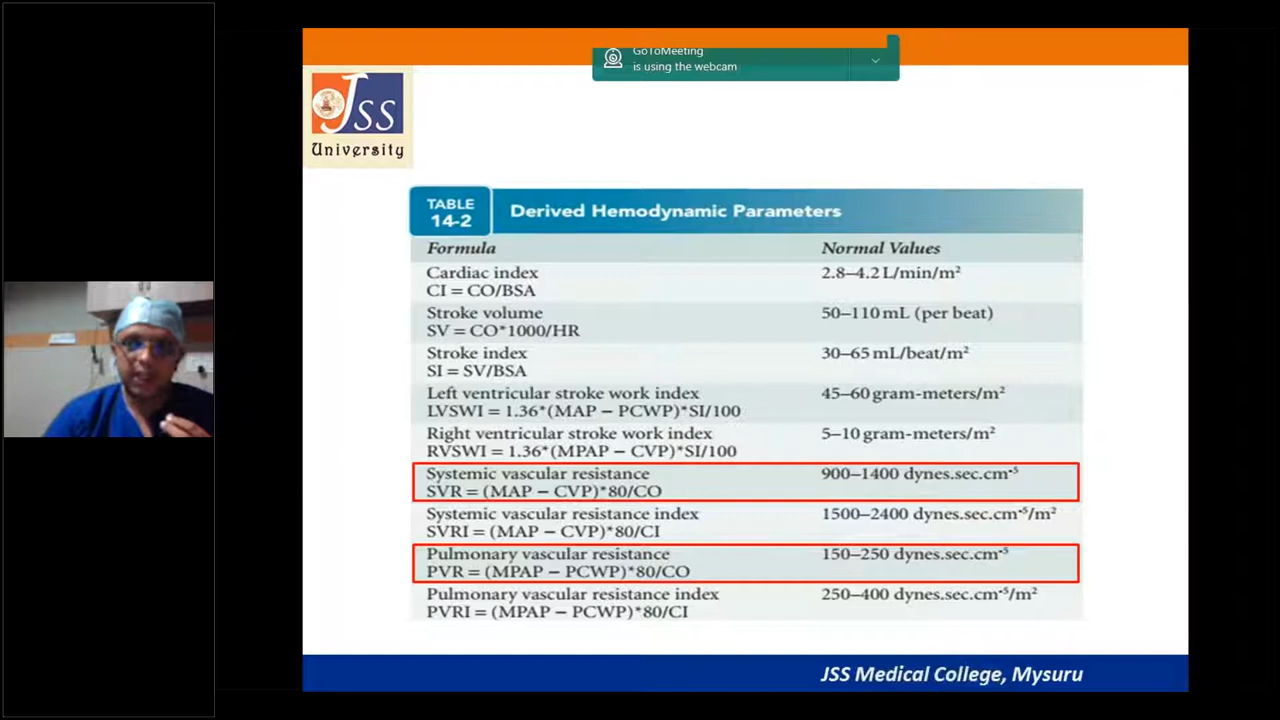 GoToMeeting
is using the webcam
JSS
University
TABLE
14-2
Derived Hemodynamic Parameters
Formula Normal Values
Cardiac index 2.8–4.2 L/min/m²
CI = CO/BSA
Stroke volume 50–110 mL (per beat)
SV = CO*1000/HR
Stroke index 30–65 mL/beat/m²
SI = SV/BSA
Left ventricular stroke work index 45–60 gram-meters/m²
LVSWI = 1.36*(MAP − PCWP)*SI/100
Right ventricular stroke work index 5–10 gram-meters/m²
RVSWI = 1.36*(MPAP − CVP)*SI/100
Systemic vascular resistance 900–1400 dynes.sec.cm⁻⁵
SVR = (MAP − CVP)*80/CO
Systemic vascular resistance index 1500–2400 dynes.sec.cm⁻⁵/m²
SVRI = (MAP − CVP)*80/CI
Pulmonary vascular resistance 150–250 dynes.sec.cm⁻⁵
PVR = (MPAP − PCWP)*80/CO
Pulmonary vascular resistance index 250–400 dynes.sec.cm⁻⁵/m²
PVRI = (MPAP − PCWP)*80/CI
JSS Medical College, Mysuru